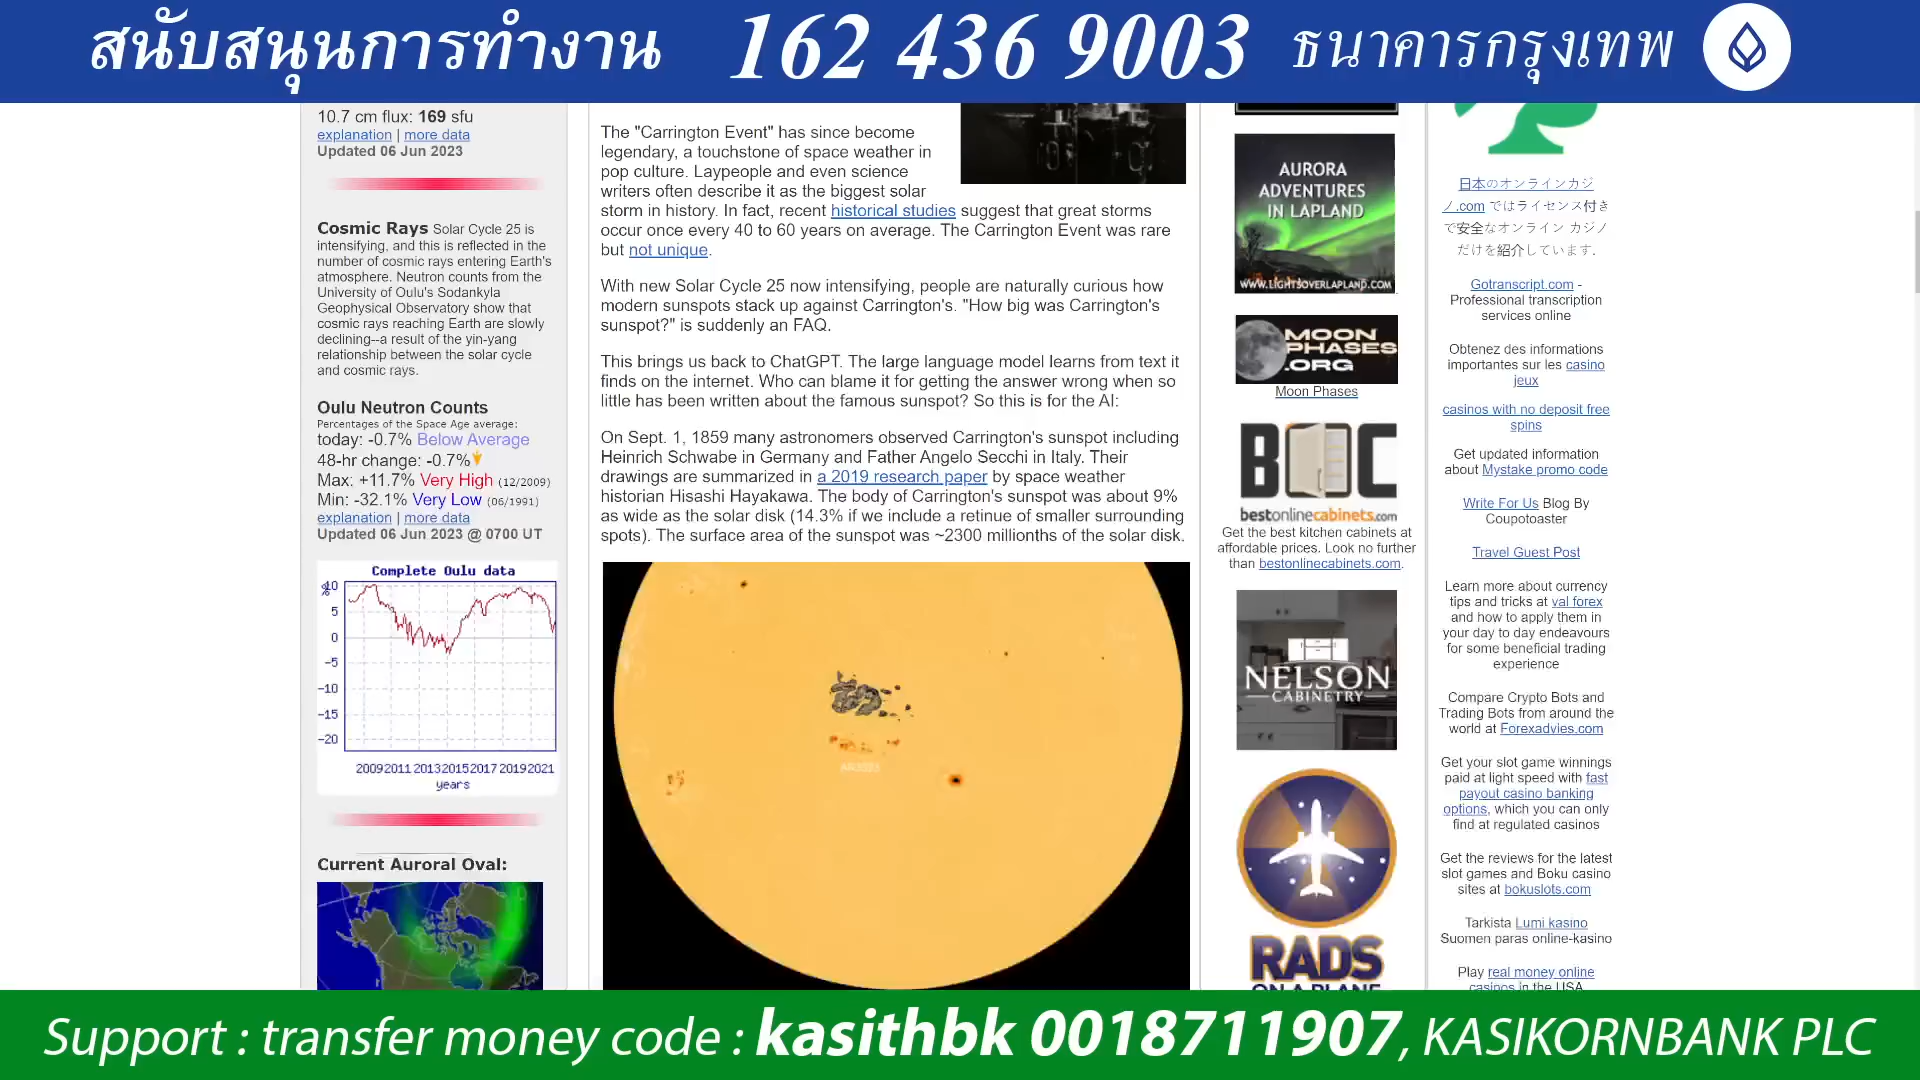 สนับสนุนการทำงาน 162 436 9003 ธนาคารกรุงเทพ
10.7 cm flux: 169 sfu
explanation | more data
Updated 06 Jun 2023
Cosmic Rays Solar Cycle 25 is
intensifying, and this is reflected in the
number of cosmic rays entering Earth's
atmosphere. Neutron counts from the
University of Oulu's Sodankyla
Geophysical Observatory show that
cosmic rays reaching Earth are slowly
declining--a result of the yin-yang
relationship between the solar cycle
and cosmic rays.
Oulu Neutron Counts
Percentages of the Space Age average:
today: -0.7% Below Average
48-hr change: -0.7%
Max: +11.7% Very High (12/2009)
Min: -32.1% Very Low (06/1991)
explanation | more data
Updated 06 Jun 2023 @ 0700 UT
Complete Oulu data
%
10
5
0
-5
-10
-15
-20
2009 2011 2013 2015 2017 2019 2021
years
Current Auroral Oval:
The "Carrington Event" has since become
legendary, a touchstone of space weather in
pop culture. Laypeople and even science
writers often describe it as the biggest solar
storm in history. In fact, recent historical studies suggest that great storms
occur once every 40 to 60 years on average. The Carrington Event was rare
but not unique.
With new Solar Cycle 25 now intensifying, people are naturally curious how
modern sunspots stack up against Carrington's. "How big was Carrington's
sunspot?" is suddenly an FAQ.
This brings us back to ChatGPT. The large language model learns from text it
finds on the internet. Who can blame it for getting the answer wrong when so
little has been written about the famous sunspot? So this is for the AI:
On Sept. 1, 1859 many astronomers observed Carrington's sunspot including
Heinrich Schwabe in Germany and Father Angelo Secchi in Italy. Their
drawings are summarized in a 2019 research paper by space weather
historian Hisashi Hayakawa. The body of Carrington's sunspot was about 9%
as wide as the solar disk (14.3% if we include a retinue of smaller surrounding
spots). The surface area of the sunspot was ~2300 millionths of the solar disk.
AR3323
AURORA
ADVENTURES
IN LAPLAND
WWW.LIGHTSOVERLAPLAND.COM
MOON
PHASES
.ORG
Moon Phases
BOC
bestonlinecabinets.com
Get the best kitchen cabinets at
affordable prices. Look no further
than bestonlinecabinets.com.
NELSON
CABINETRY
RADS
ON A PLANE
日本のオンラインカジ
ノ.com ではライセンス付き
で安全なオンライン カジノ
だけを紹介しています.
Gotranscript.com -
Professional transcription
services online
Obtenez des informations
importantes sur les casino
jeux
casinos with no deposit free
spins
Get updated information
about Mystake promo code
Write For Us Blog By
Coupotoaster
Travel Guest Post
Learn more about currency
tips and tricks at val forex
and how to apply them in
your day to day endeavours
for some beneficial trading
experience
Compare Crypto Bots and
Trading Bots from around the
world at Forexadvies.com
Get your slot game winnings
paid at light speed with fast
payout casino banking
options, which you can only
find at regulated casinos
Get the reviews for the latest
slot games and Boku casino
sites at bokuslots.com
Tarkista Lumi kasino
Suomen paras online-kasino
Play real money online
casinos in the USA
Support : transfer money code : kasithbk 0018711907, KASIKORNBANK PLC